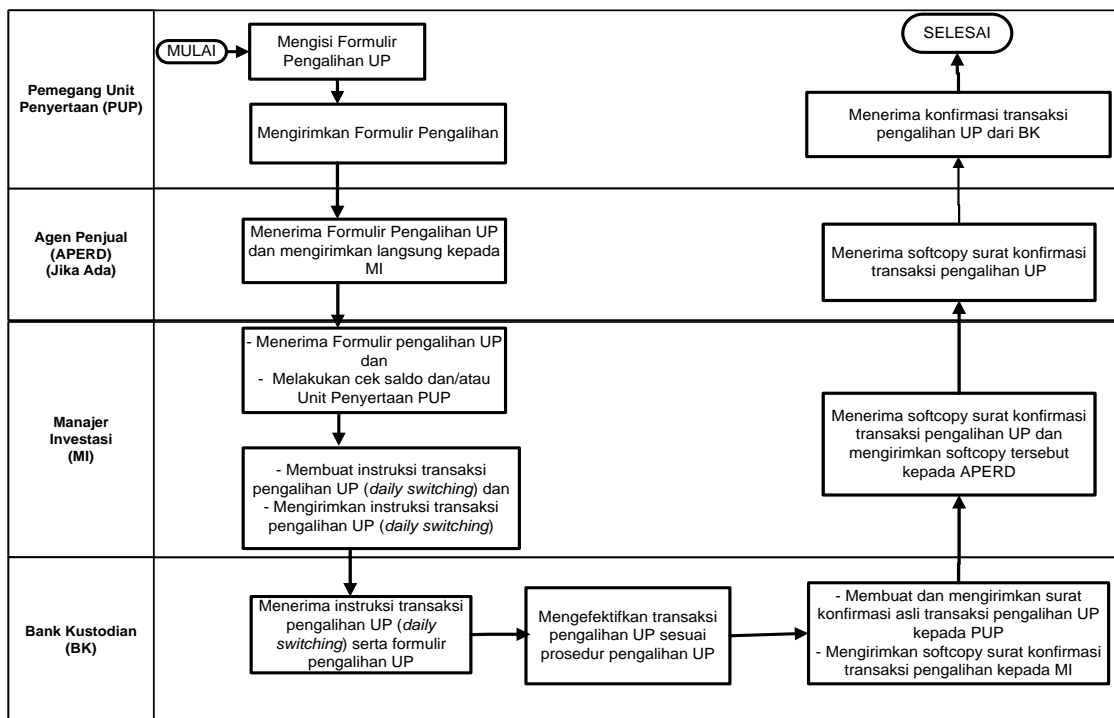 Pemegang Unit
Penyertaan (PUP)
MULAI
Mengisi Formulir
Pengalihan UP
Mengirimkan Formulir Pengalihan
SELESAI
Menerima konfirmasi transaksi
pengalihan UP dari BK
Agen Penjual
(APERD)
(Jika Ada)
Menerima Formulir Pengalihan UP
dan mengirimkan langsung kepada
MI
Menerima softcopy surat konfirmasi
transaksi pengalihan UP
Manajer
Investasi
(MI)
- Menerima Formulir pengalihan UP
dan
- Melakukan cek saldo dan/atau
Unit Penyertaan PUP
- Membuat instruksi transaksi
pengalihan UP (daily switching) dan
- Mengirimkan instruksi transaksi
pengalihan UP (daily switching)
Menerima softcopy surat konfirmasi
transaksi pengalihan UP dan
mengirimkan softcopy tersebut
kepada APERD
Bank Kustodian
(BK)
Menerima instruksi transaksi
pengalihan UP (daily
switching) serta formulir
pengalihan UP
Mengefektifkan transaksi
pengalihan UP sesuai
prosedur pengalihan UP
- Membuat dan mengirimkan surat
konfirmasi asli transaksi pengalihan UP
kepada PUP
- Mengirimkan softcopy surat konfirmasi
transaksi pengalihan kepada MI